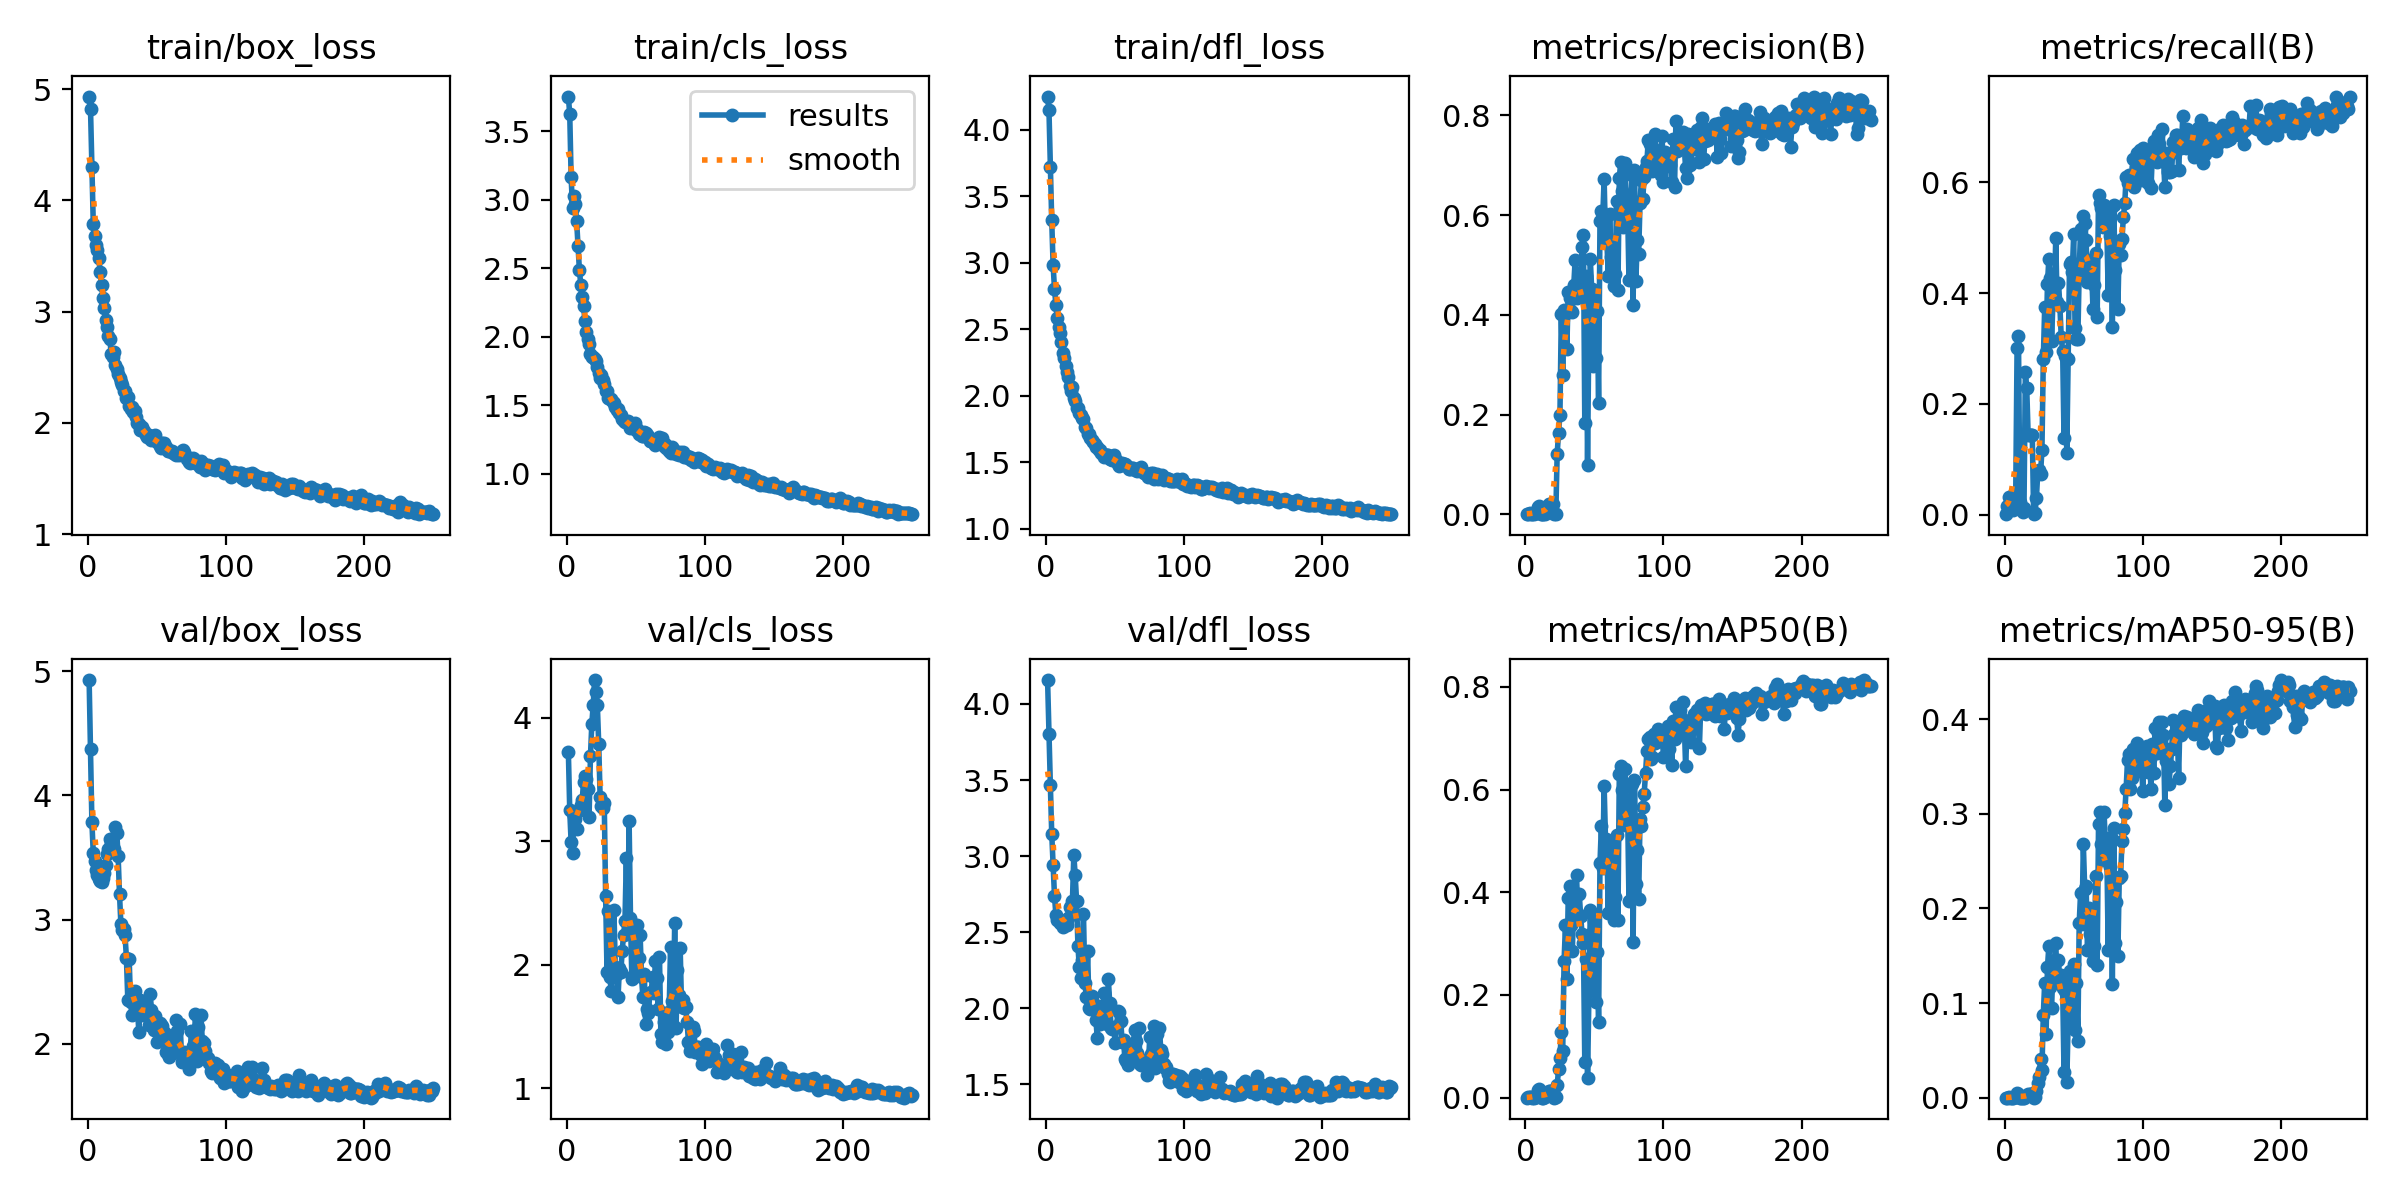 train/box_loss
train/cls_loss
train/dfl_loss
metrics/precision(B)
metrics/recall(B)
5
4
3
2
1
0 100 200
3.5
3.0
2.5
2.0
1.5
1.0
0 100 200
results
smooth
4.0
3.5
3.0
2.5
2.0
1.5
1.0
0 100 200
0.8
0.6
0.4
0.2
0.0
0 100 200
0.6
0.4
0.2
0.0
0 100 200
val/box_loss
val/cls_loss
val/dfl_loss
metrics/mAP50(B)
metrics/mAP50-95(B)
5
4
3
2
0 100 200
4
3
2
1
0 100 200
4.0
3.5
3.0
2.5
2.0
1.5
0 100 200
0.8
0.6
0.4
0.2
0.0
0 100 200
0.4
0.3
0.2
0.1
0.0
0 100 200